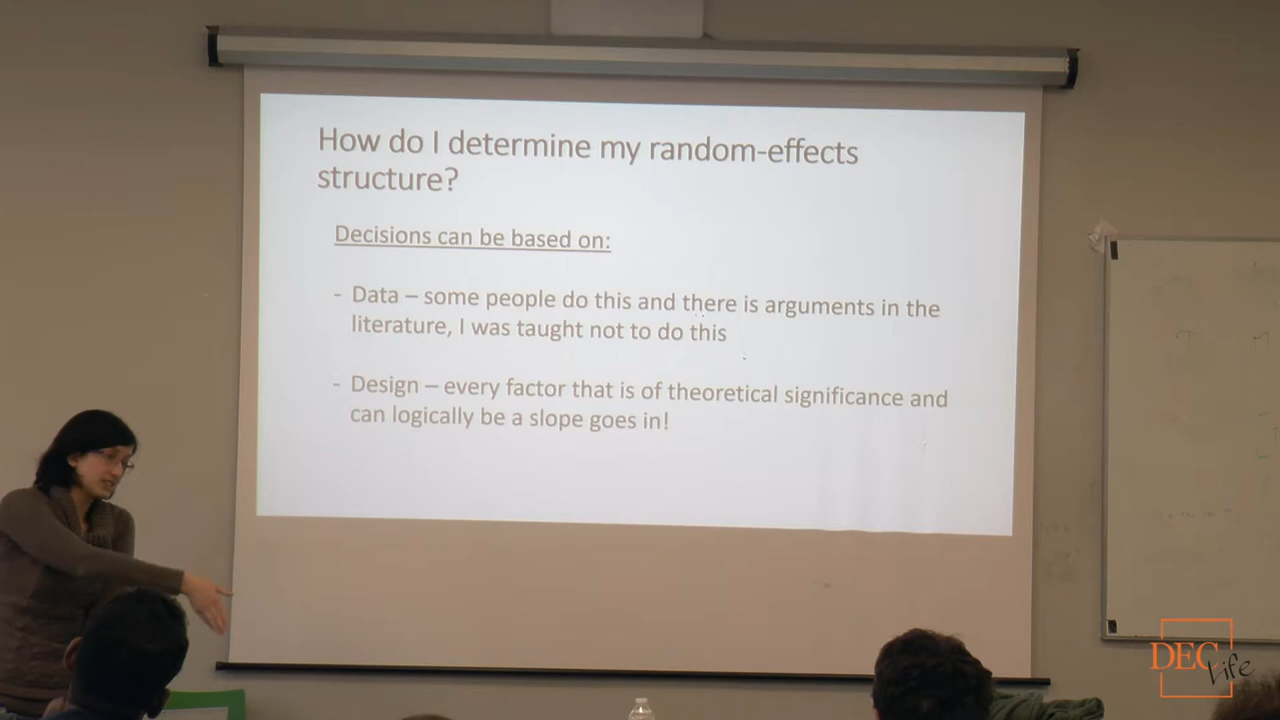 How do I determine my random-effects
structure?
Decisions can be based on:
- Data – some people do this and there is arguments in the
literature, I was taught not to do this
- Design – every factor that is of theoretical significance and
can logically be a slope goes in!
DEC
Life